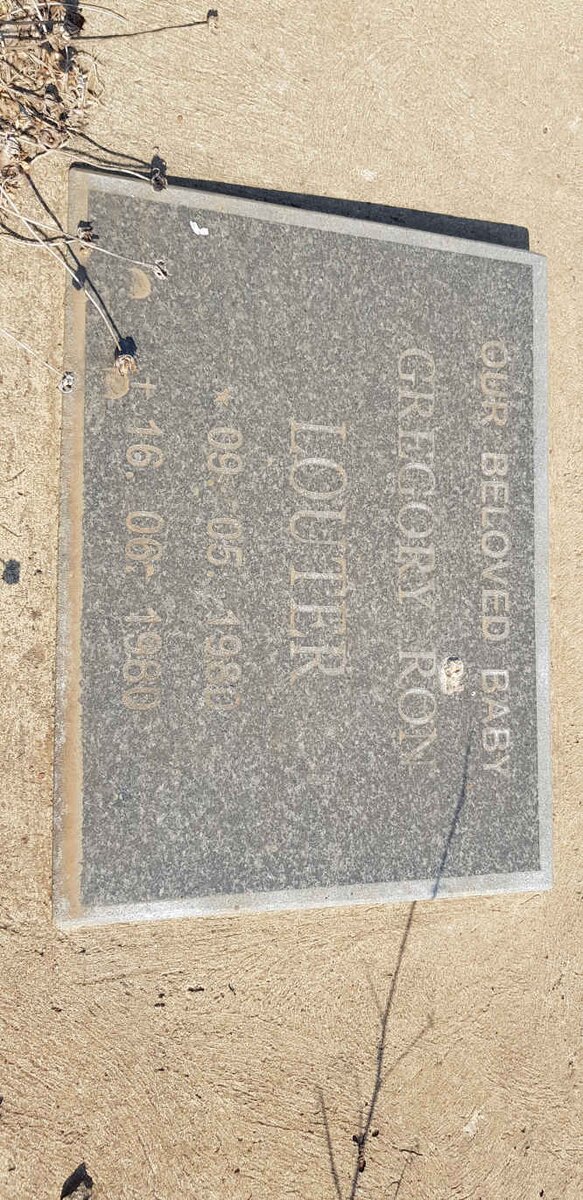 OUR BELOVED BABY
GREGORY RON
LOUTER
* 09. 05. 1980
† 16. 06. 1980